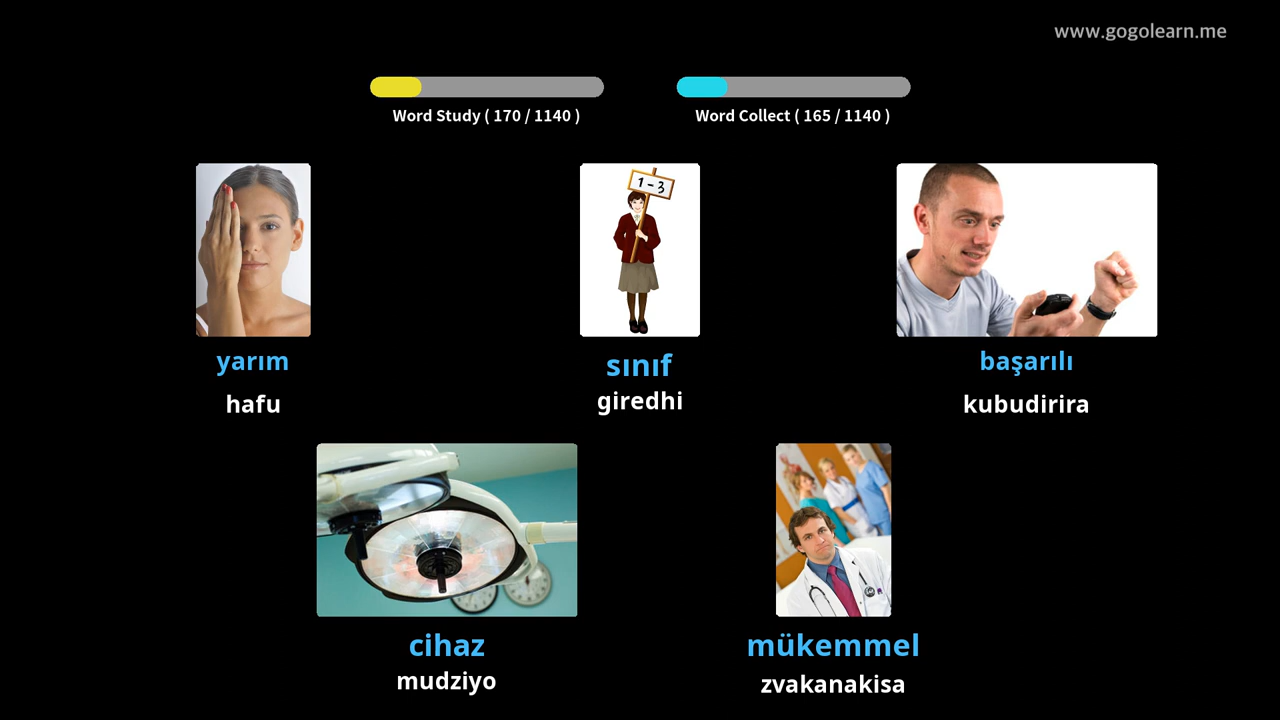 www.gogolearn.me
Word Study ( 170 / 1140 )
Word Collect ( 165 / 1140 )
1 - 3
yarım
hafu
sınıf
giredhi
başarılı
kubudirira
cihaz
mudziyo
mükemmel
zvakanakisa